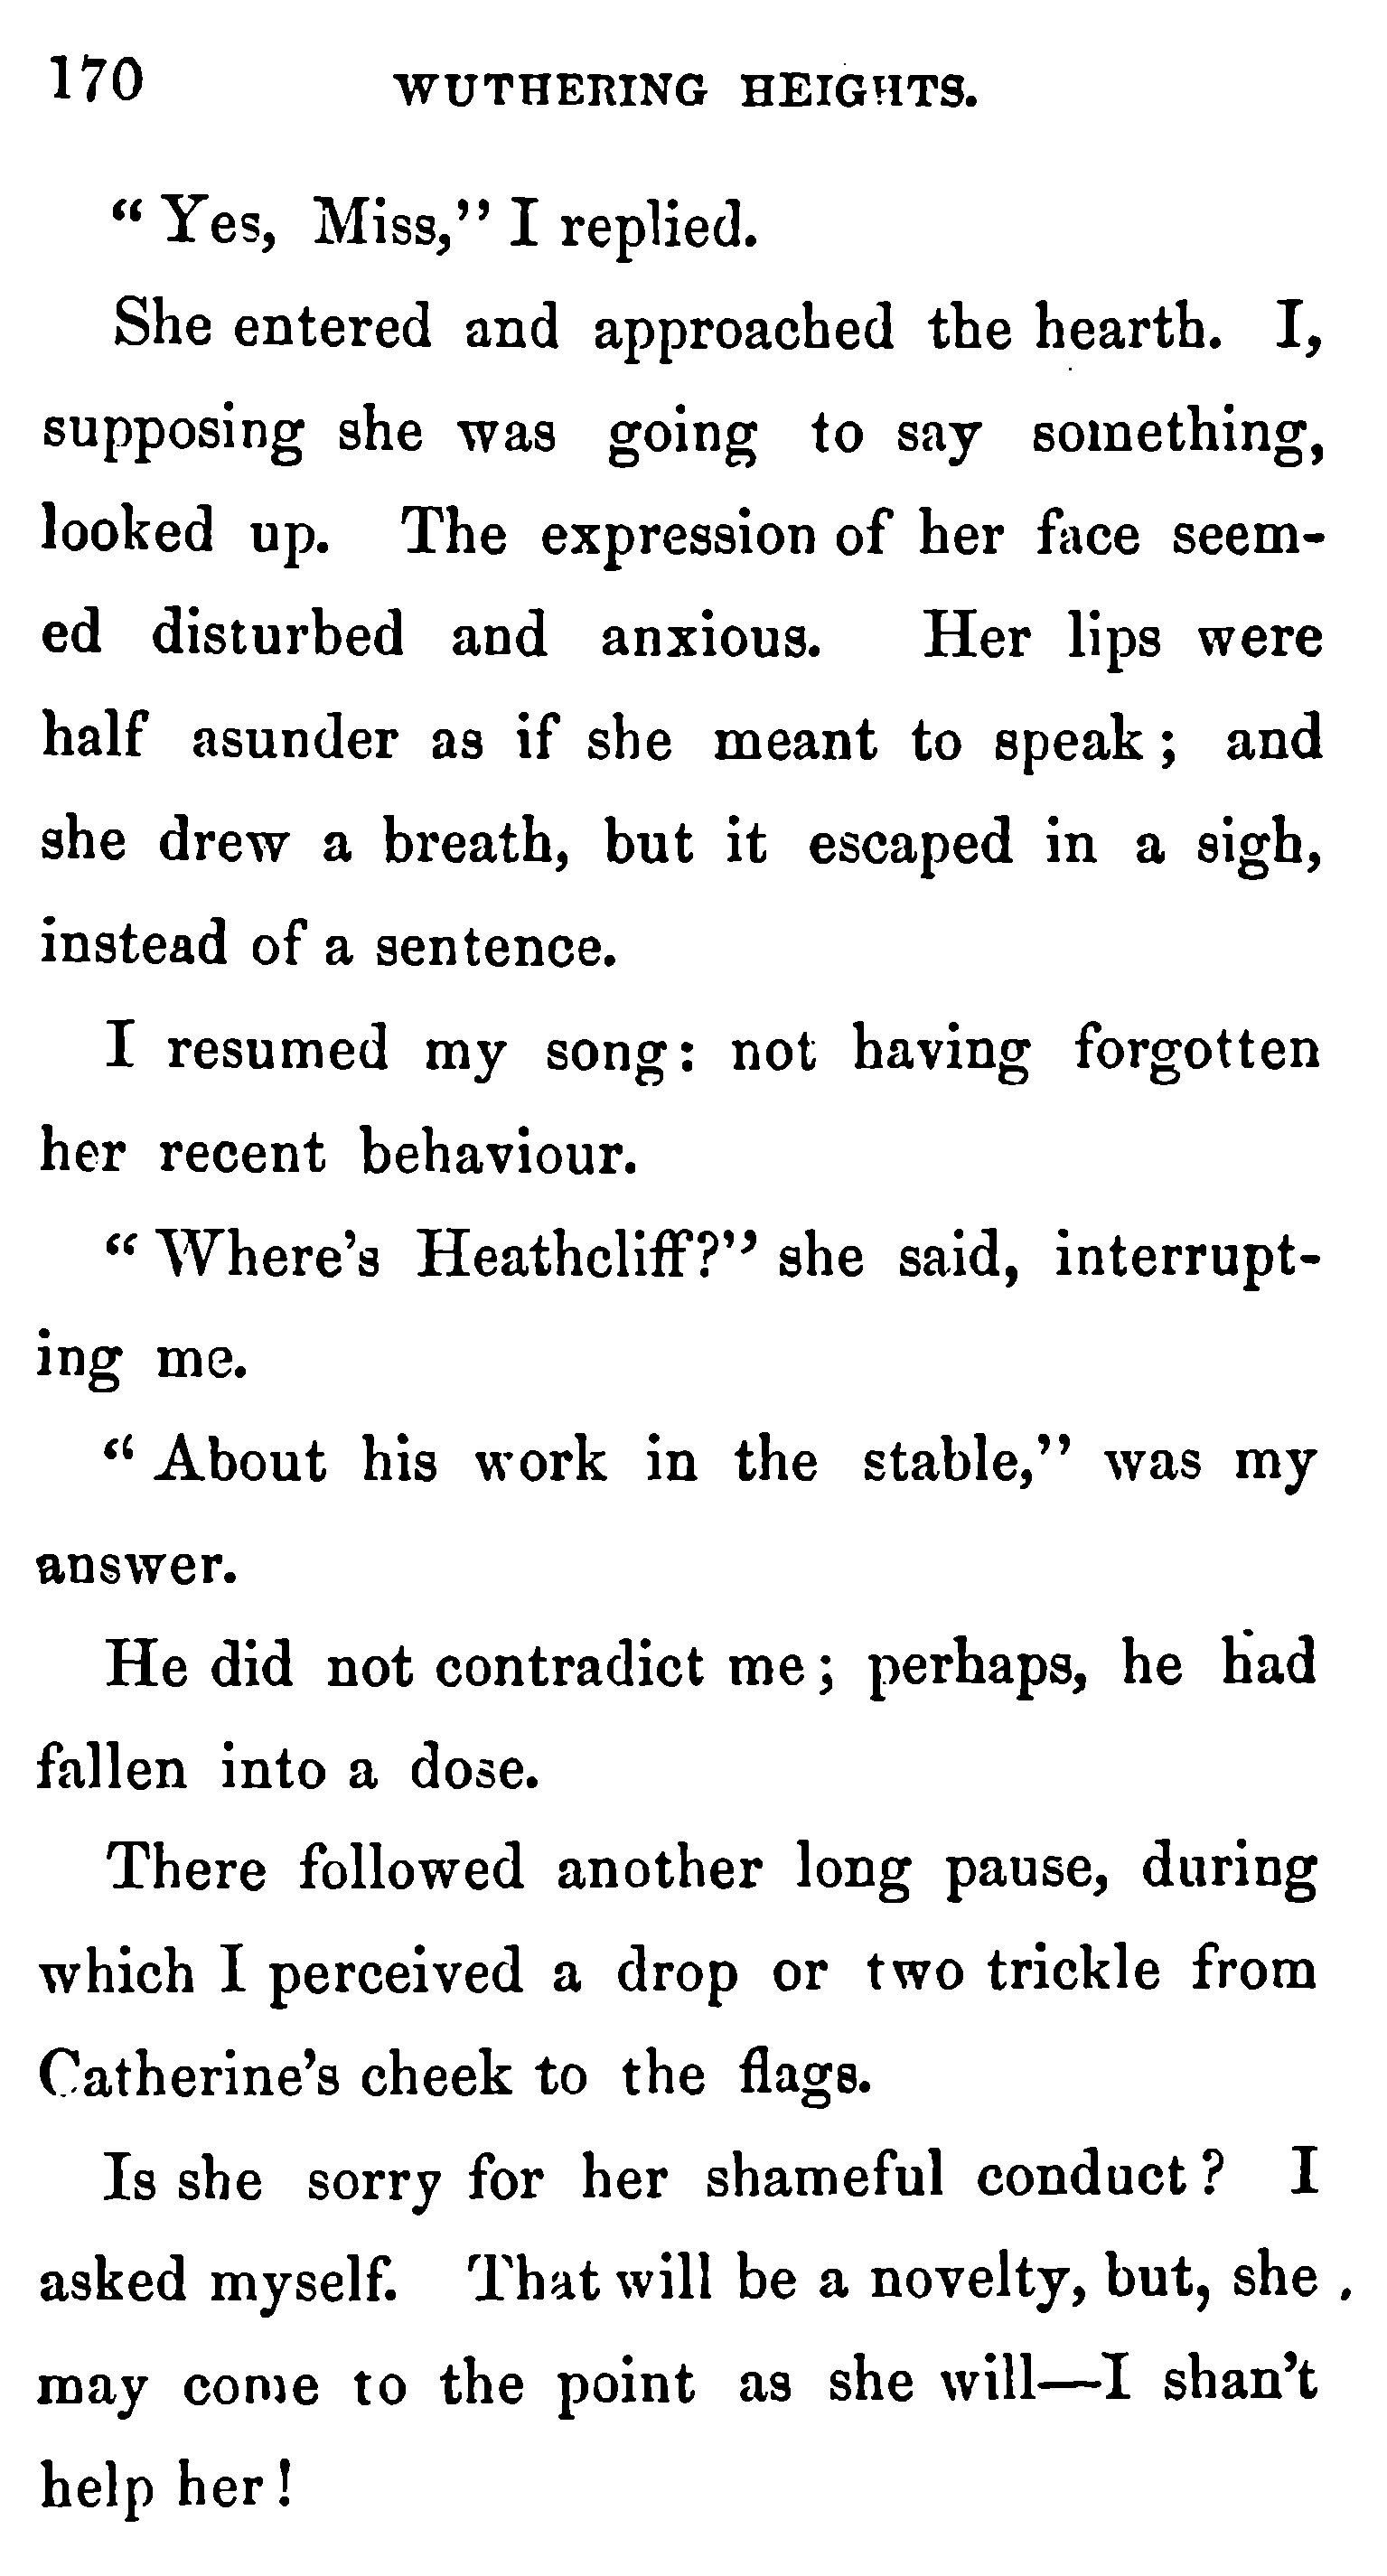 170 WUTHERING HEIGHTS.
“ Yes, Miss,” I replied.
She entered and approached the hearth. I,
supposing she was going to say something,
looked up. The expression of her face seem-
ed disturbed and anxious. Her lips were
half asunder as if she meant to speak ; and
she drew a breath, but it escaped in a sigh,
instead of a sentence.
I resumed my song: not having forgotten
her recent behaviour.
“ Where’s Heathcliff?” she said, interrupt-
ing me.
“ About his work in the stable,” was my
answer.
He did not contradict me ; perhaps, he had
fallen into a dose.
There followed another long pause, during
which I perceived a drop or two trickle from
Catherine’s cheek to the flags.
Is she sorry for her shameful conduct ? I
asked myself. That will be a novelty, but, she
may come to the point as she will—I shan’t
help her !